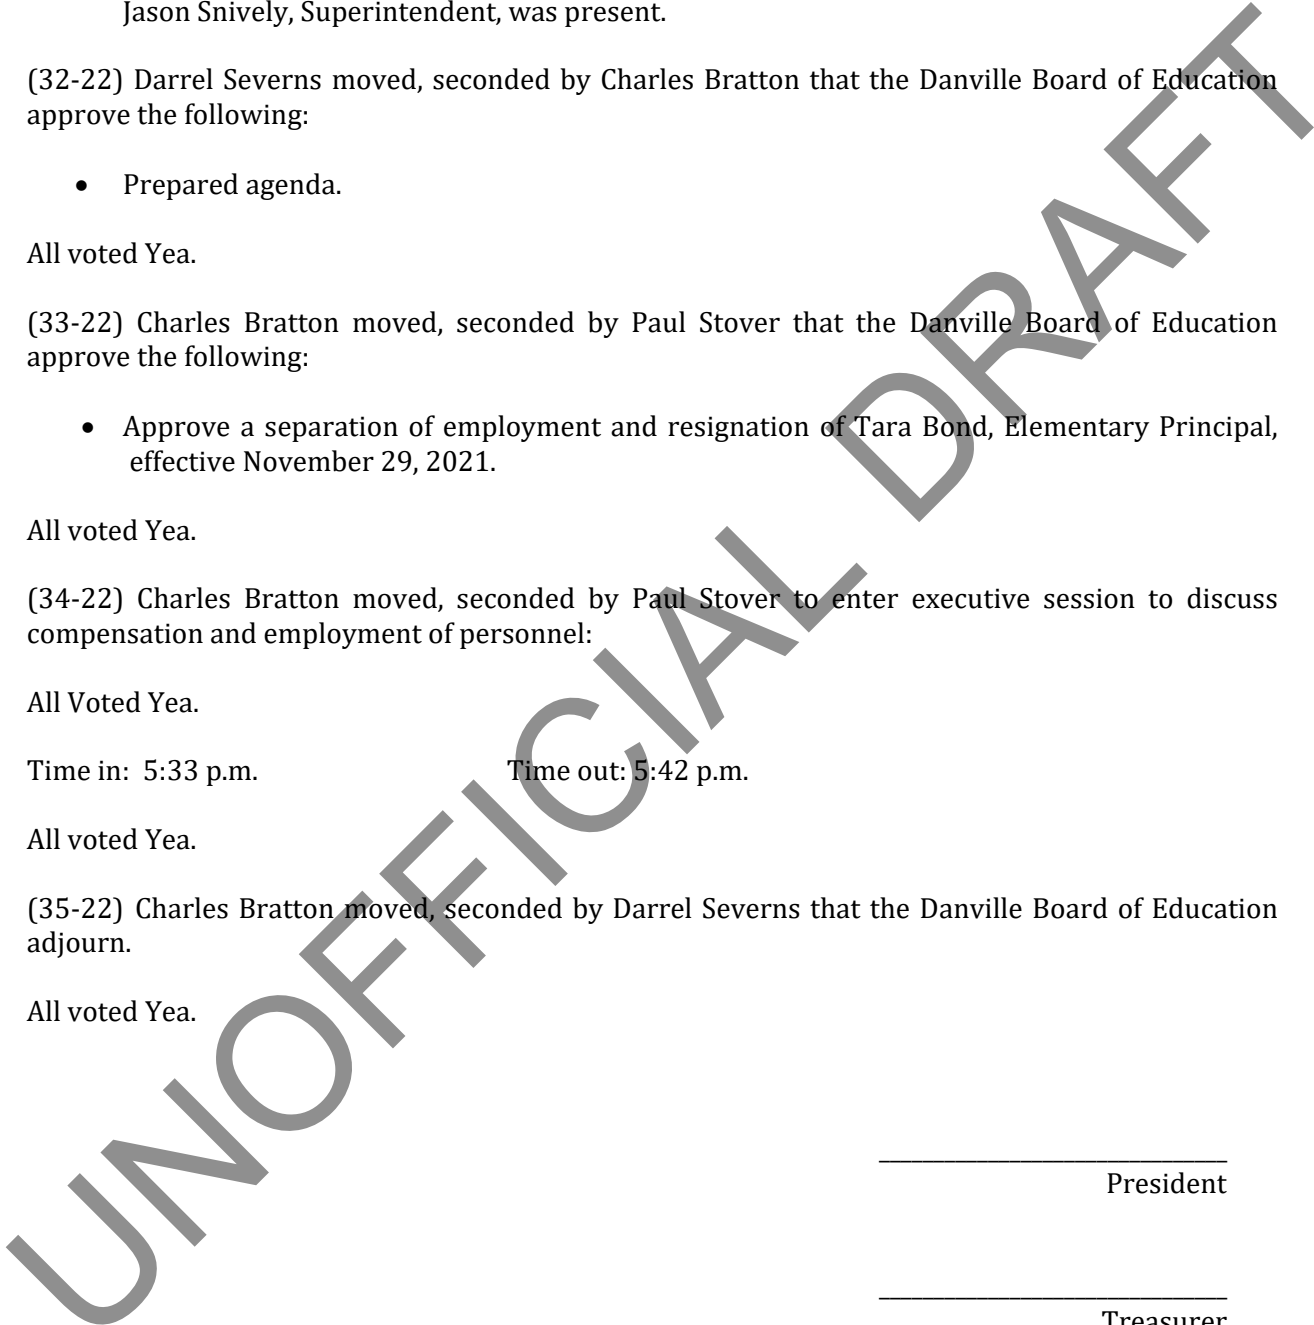 Jason Snively, Superintendent, was present.
(32-22) Darrel Severns moved, seconded by Charles Bratton that the Danville Board of Education
approve the following:
• Prepared agenda.
All voted Yea.
(33-22) Charles Bratton moved, seconded by Paul Stover that the Danville Board of Education
approve the following:
• Approve a separation of employment and resignation of Tara Bond, Elementary Principal,
effective November 29, 2021.
All voted Yea.
(34-22) Charles Bratton moved, seconded by Paul Stover to enter executive session to discuss
compensation and employment of personnel:
All Voted Yea.
Time in: 5:33 p.m. Time out: 5:42 p.m.
All voted Yea.
(35-22) Charles Bratton moved, seconded by Darrel Severns that the Danville Board of Education
adjourn.
All voted Yea.
President
Treasurer
UNOFFICIAL DRAFT